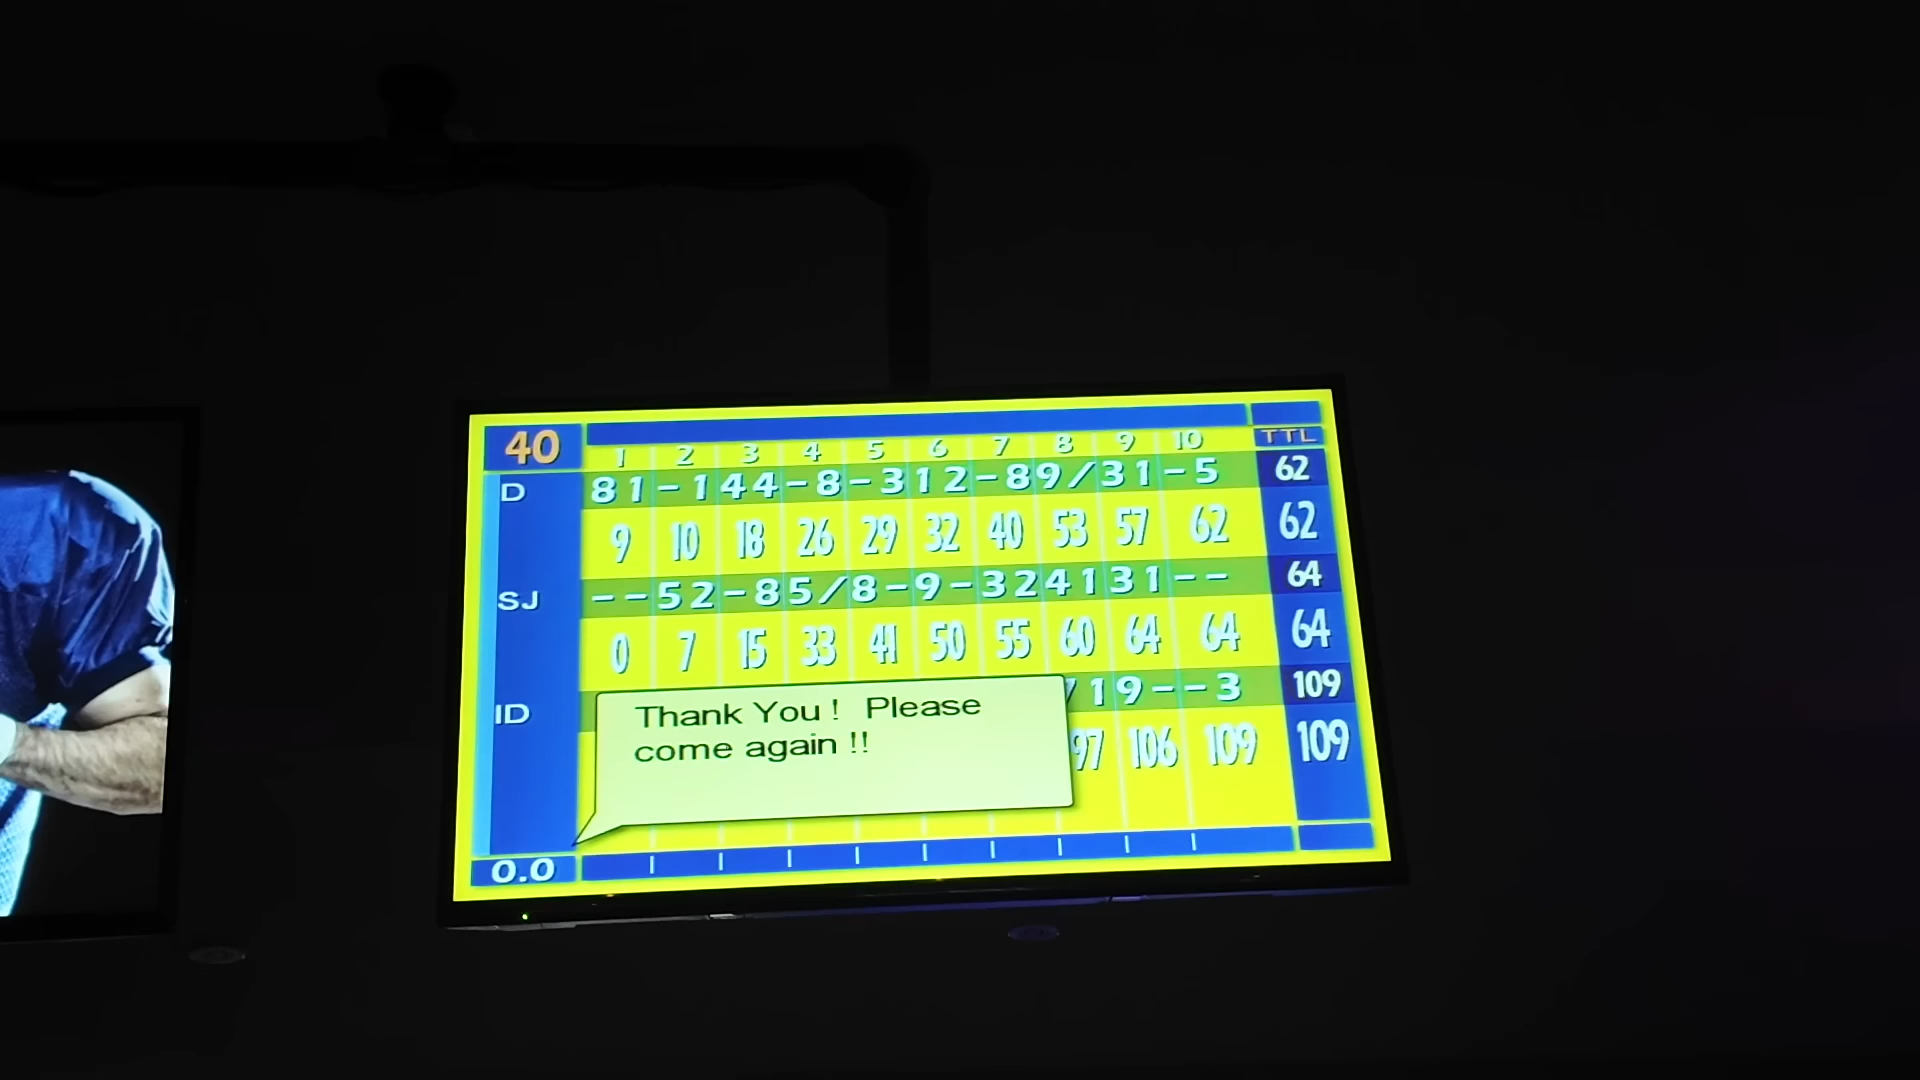 40 1 2 3 4 5 6 7 8 9 10 TTL
D 8 1 - 1 4 4 - 8 - 3 1 2 - 8 9 / 3 1 - 5 62
9 10 18 26 29 32 40 53 57 62 62
SJ - - 5 2 - 8 5 / 8 - 9 - 3 2 4 1 3 1 - - 64
0 7 15 33 41 50 55 60 64 64 64
ID 1 9 - - 3 109
97 106 109 109
Thank You ! Please
come again !!
0.0